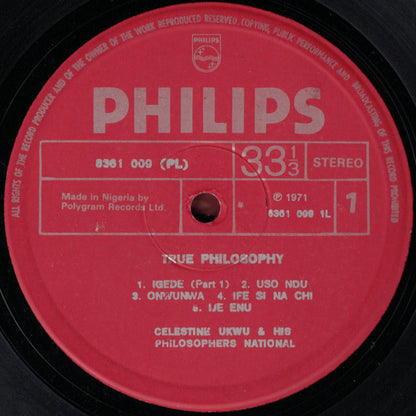 ALL RIGHTS OF THE RECORD PRODUCER AND OF THE OWNER OF THE WORK REPRODUCED RESERVED. COPYING, PUBLIC PERFORMANCE AND BROADCASTING OF THIS RECORD PROHIBITED
PHILIPS
PHILIPS
6361 009 (PL)
33 1/3
STEREO
Made in Nigeria by
Polygram Records Ltd.
℗ 1971
6361 009 1L
1
TRUE PHILOSOPHY
1. IGEDE (Part 1) 2. USO NDU
3. ONWUNWA 4. IFE SI NA CHI
5. IJE ENU
CELESTINE UKWU & HIS
PHILOSOPHERS NATIONAL